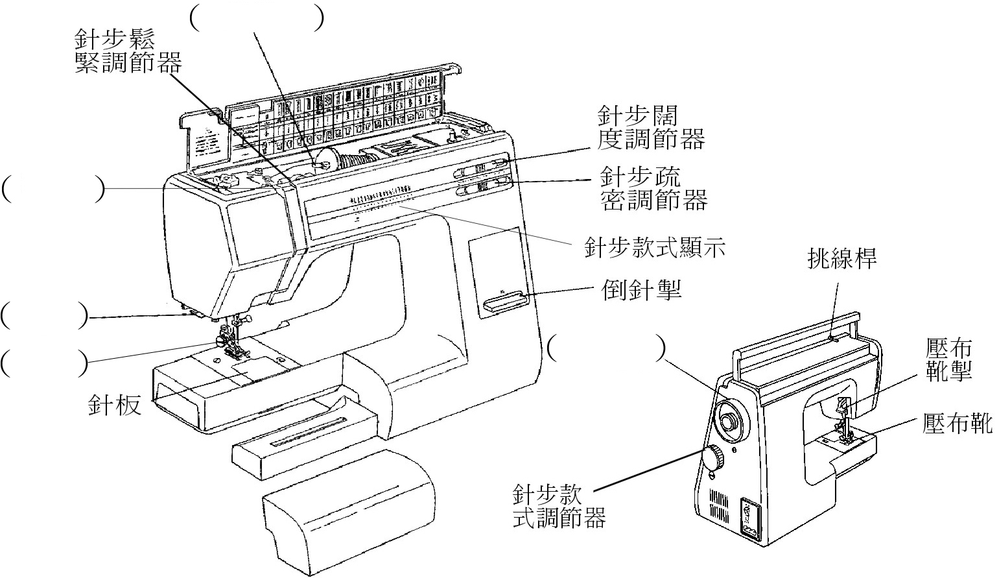 (          )
針步鬆
緊調節器
針步闊
度調節器
(          )
針步疏
密調節器
針步款式顯示
挑線桿
倒針掣
(          )
(          )
(          )
壓布
靴掣
針板
壓布靴
針步款
式調節器